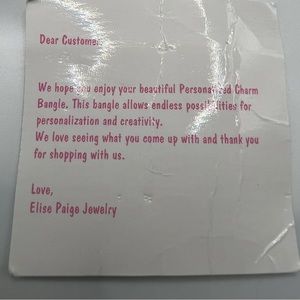 Dear Customer,
We hope you enjoy your beautiful Personalized Charm
Bangle. This bangle allows endless possibilities for
personalization and creativity.
We love seeing what you come up with and thank you
for shopping with us.
Love,
Elise Paige Jewelry